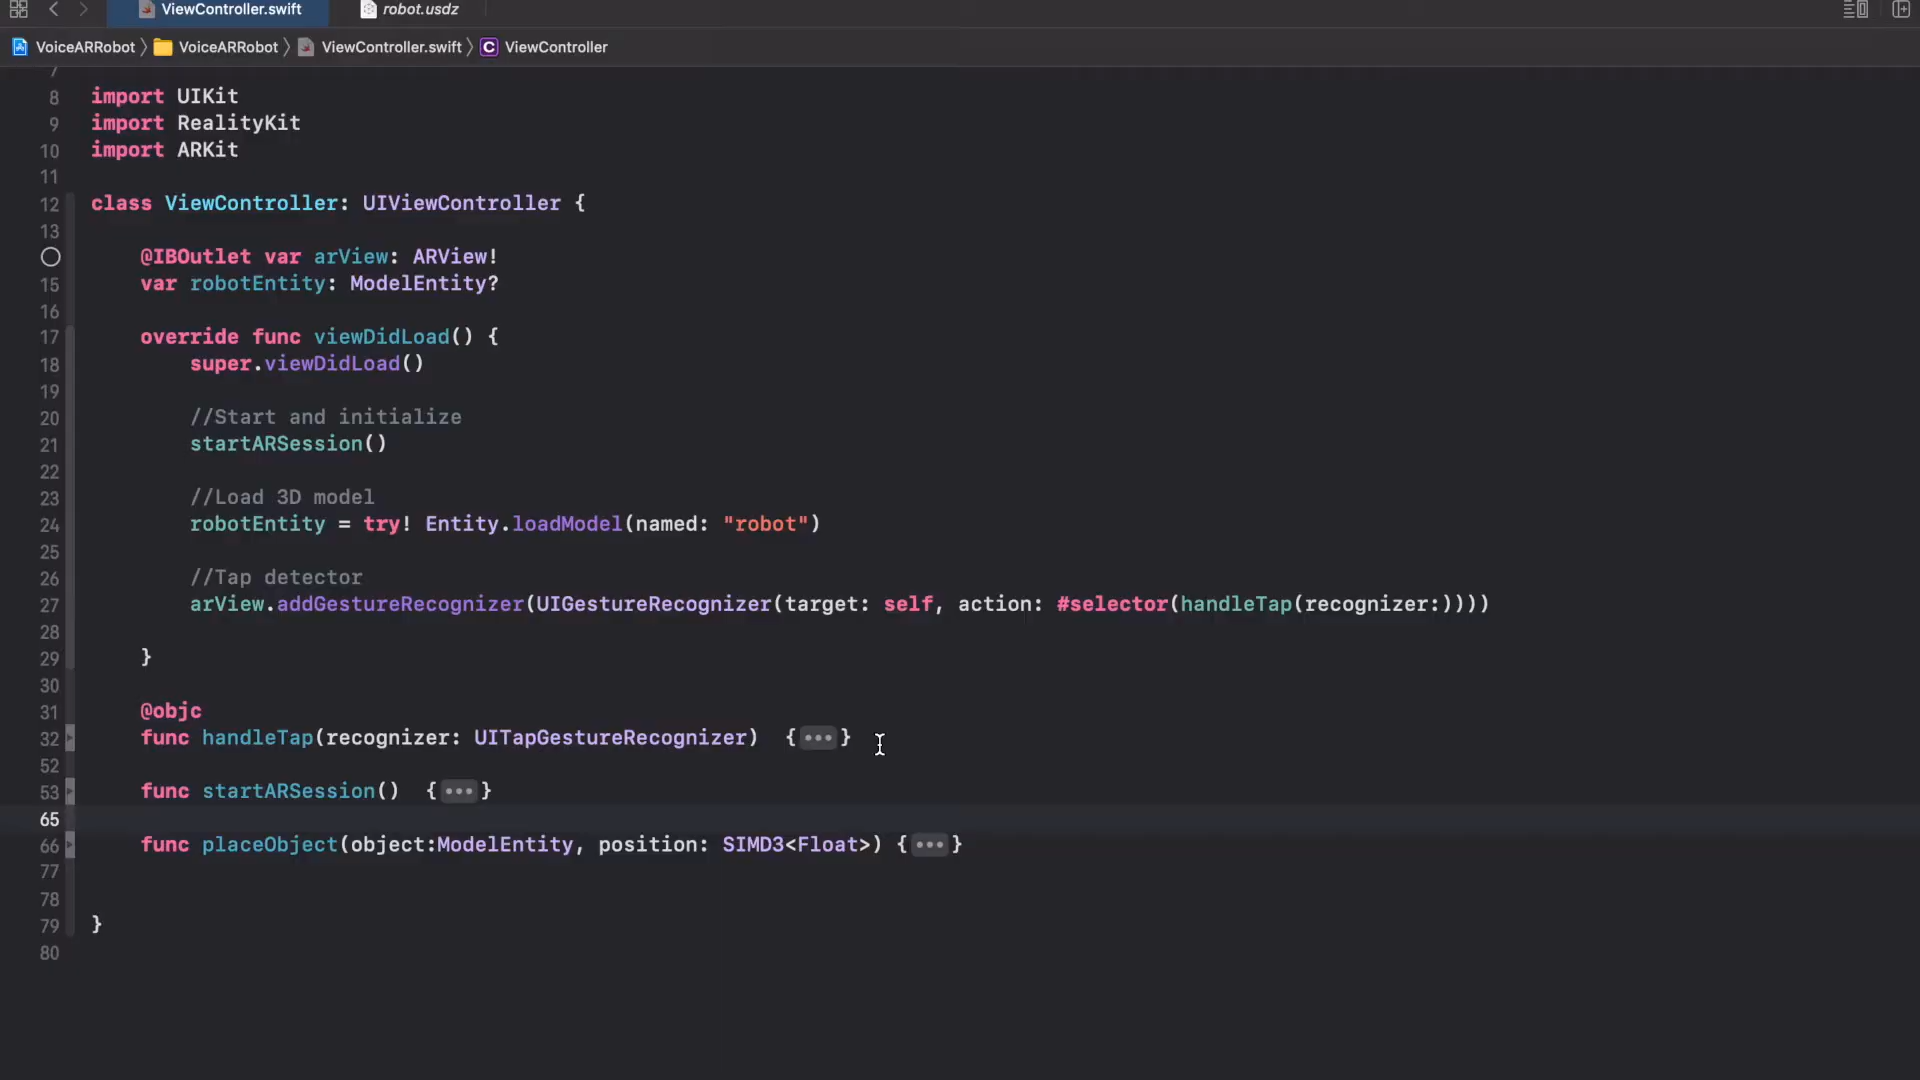 ViewController.swift robot.usdz
VoiceARRobot VoiceARRobot ViewController.swift C ViewController
7
8 import UIKit
9 import RealityKit
10 import ARKit
11
12 class ViewController: UIViewController {
13
@IBOutlet var arView: ARView!
15 var robotEntity: ModelEntity?
16
17 override func viewDidLoad() {
18 super.viewDidLoad()
19
20 //Start and initialize
21 startARSession()
22
23 //Load 3D model
24 robotEntity = try! Entity.loadModel(named: "robot")
25
26 //Tap detector
27 arView.addGestureRecognizer(UIGestureRecognizer(target: self, action: #selector(handleTap(recognizer:))))
28
29 }
30
31 @objc
32 func handleTap(recognizer: UITapGestureRecognizer) {•••}
52
53 func startARSession() {•••}
65
66 func placeObject(object:ModelEntity, position: SIMD3<Float>) {•••}
77
78
79 }
80